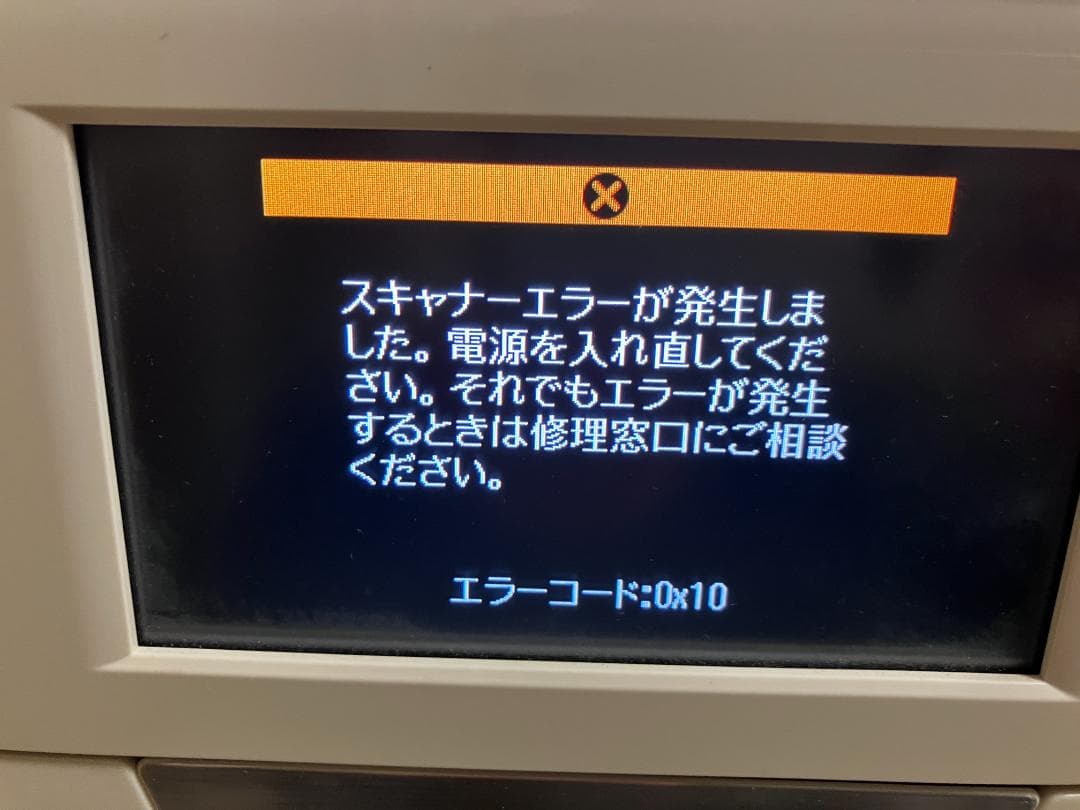 スキャナーエラーが発生しま
した。電源を入れ直してくだ
さい。それでもエラーが発生
するときは修理窓口にご相談
ください。
エラーコード:0x10